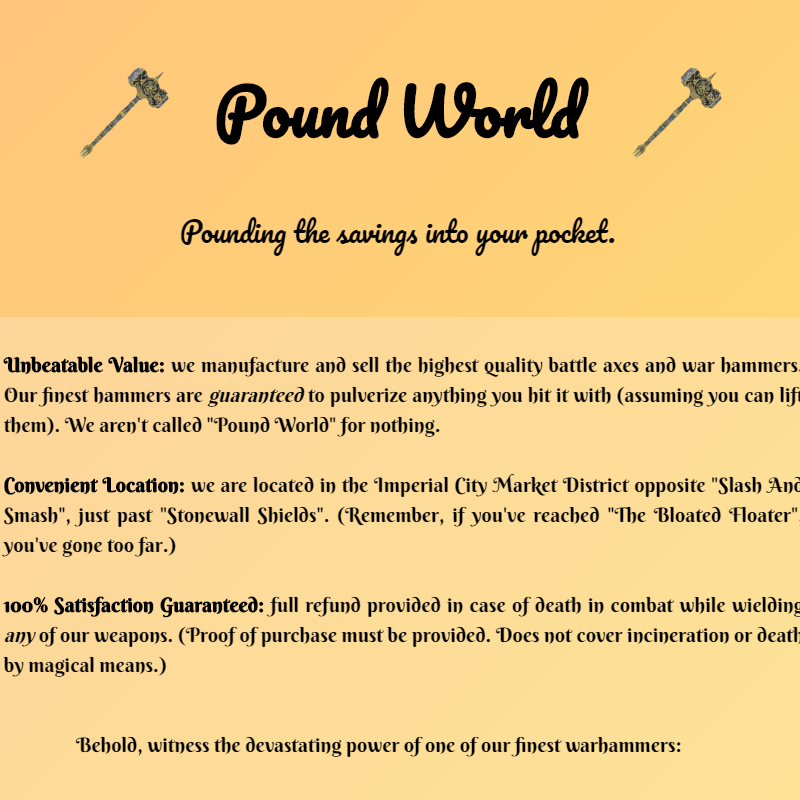 Pound World
Pounding the savings into your pocket.
Unbeatable Value: we manufacture and sell the highest quality battle axes and war hammers.
Our finest hammers are guaranteed to pulverize anything you hit it with (assuming you can lift
them). We aren't called "Pound World" for nothing.
Convenient Location: we are located in the Imperial City Market District opposite "Slash And
Smash", just past "Stonewall Shields". (Remember, if you've reached "The Bloated Floater",
you've gone too far.)
100% Satisfaction Guaranteed: full refund provided in case of death in combat while wielding
any of our weapons. (Proof of purchase must be provided. Does not cover incineration or death
by magical means.)
Behold, witness the devastating power of one of our finest warhammers: